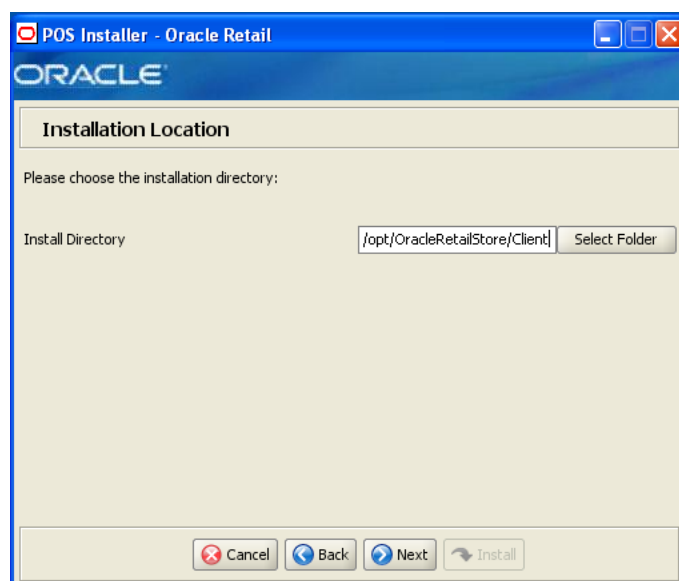 POS Installer - Oracle Retail
ORACLE
Installation Location
Please choose the installation directory:
Install Directory /opt/OracleRetailStore/Client Select Folder
Cancel Back Next Install